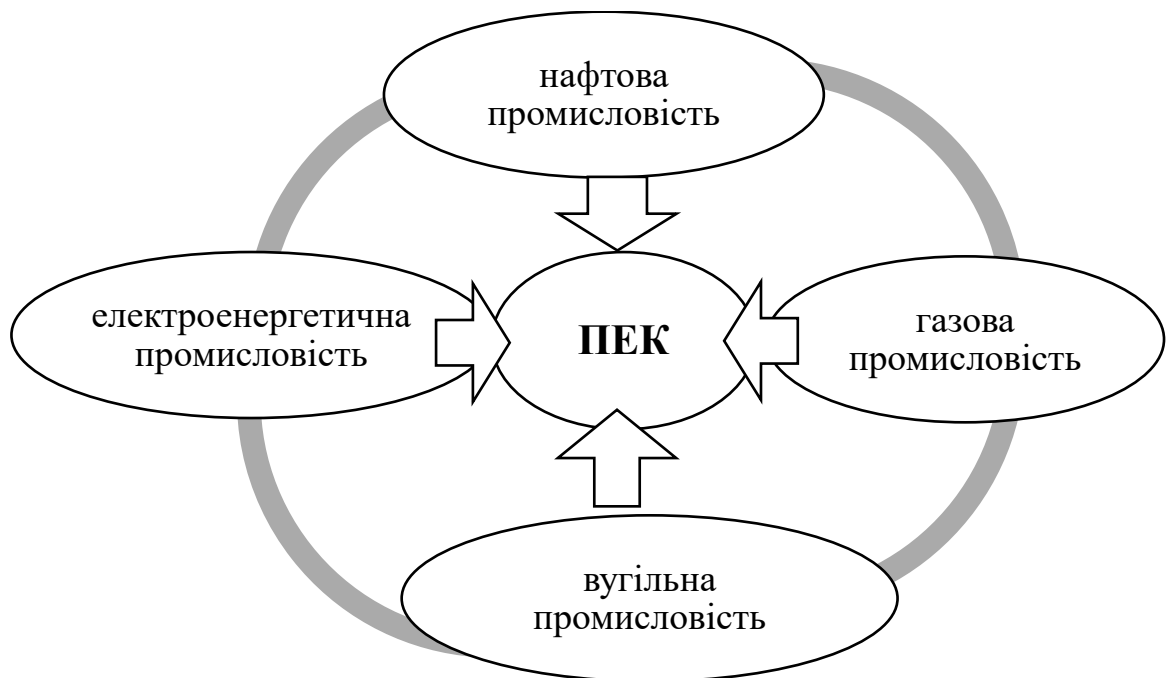 нафтова
промисловість
електроенергетична
промисловість
ПЕК
газова
промисловість
вугільна
промисловість